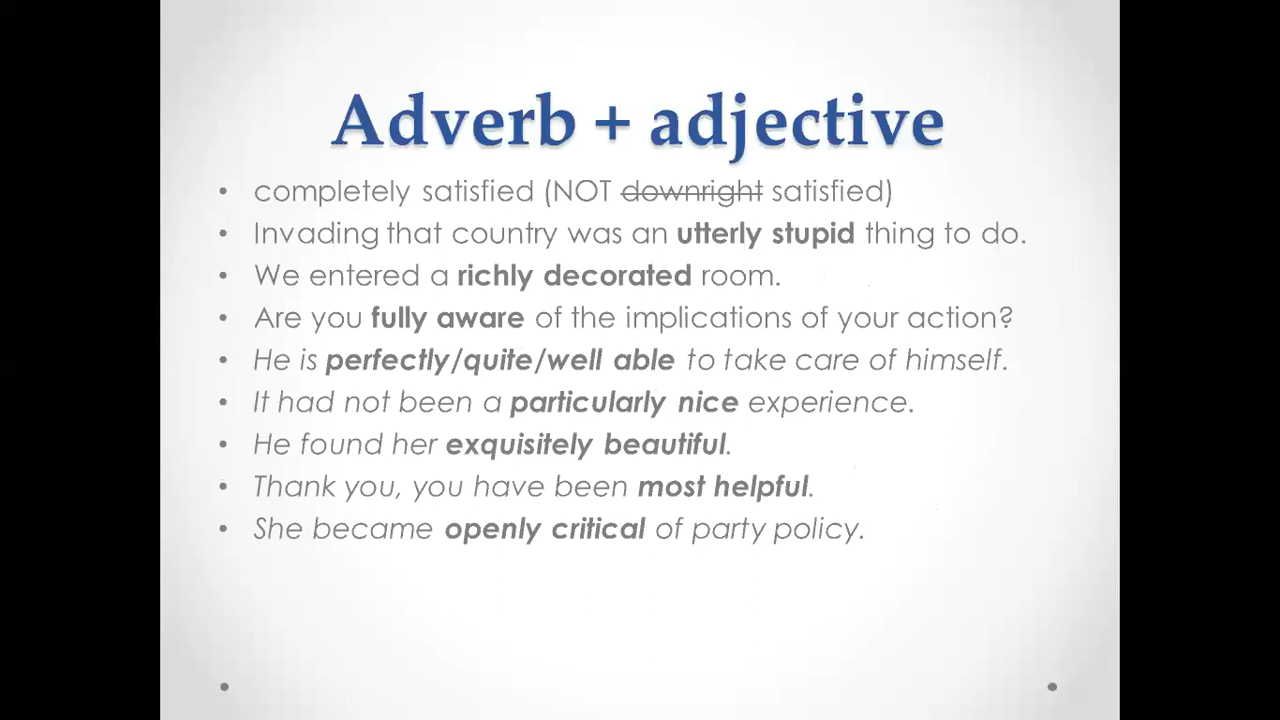 Adverb + adjective
• completely satisfied (NOT downright satisfied)
• Invading that country was an utterly stupid thing to do.
• We entered a richly decorated room.
• Are you fully aware of the implications of your action?
• He is perfectly/quite/well able to take care of himself.
• It had not been a particularly nice experience.
• He found her exquisitely beautiful.
• Thank you, you have been most helpful.
• She became openly critical of party policy.